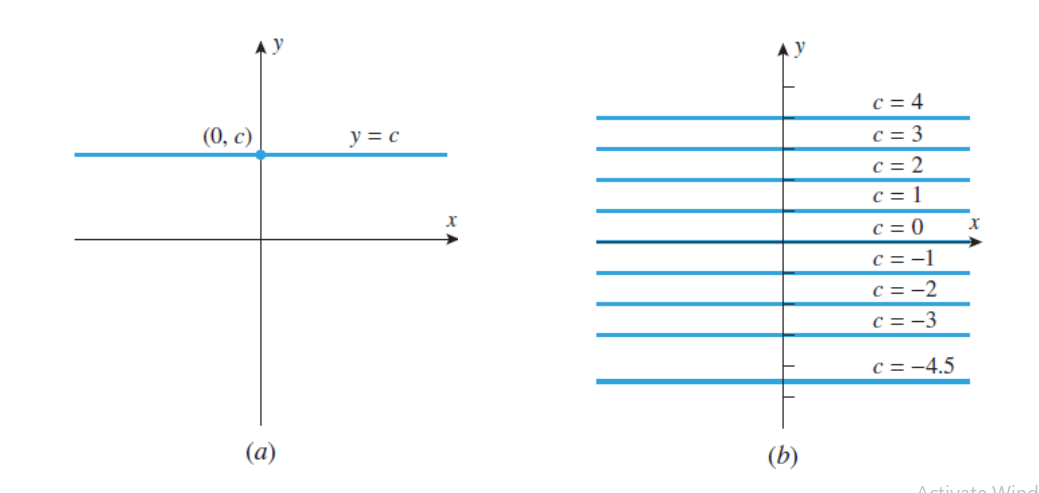 y
(0, c)
y = c
x
(a)
y
c = 4
c = 3
c = 2
c = 1
c = 0
x
c = −1
c = −2
c = −3
c = −4.5
(b)
Activate Wind